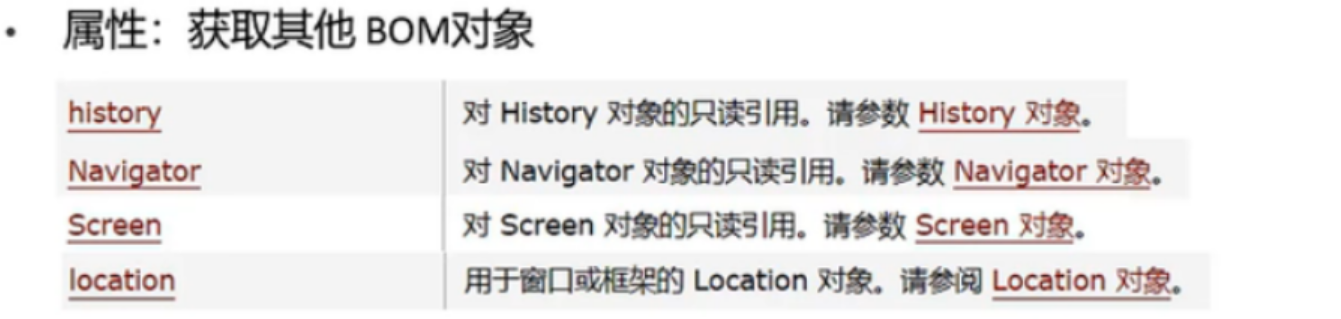 • 属性：获取其他 BOM对象
history 对 History 对象的只读引用。请参数 History 对象。
Navigator 对 Navigator 对象的只读引用。请参数 Navigator 对象。
Screen 对 Screen 对象的只读引用。请参数 Screen 对象。
location 用于窗口或框架的 Location 对象。请参阅 Location 对象。